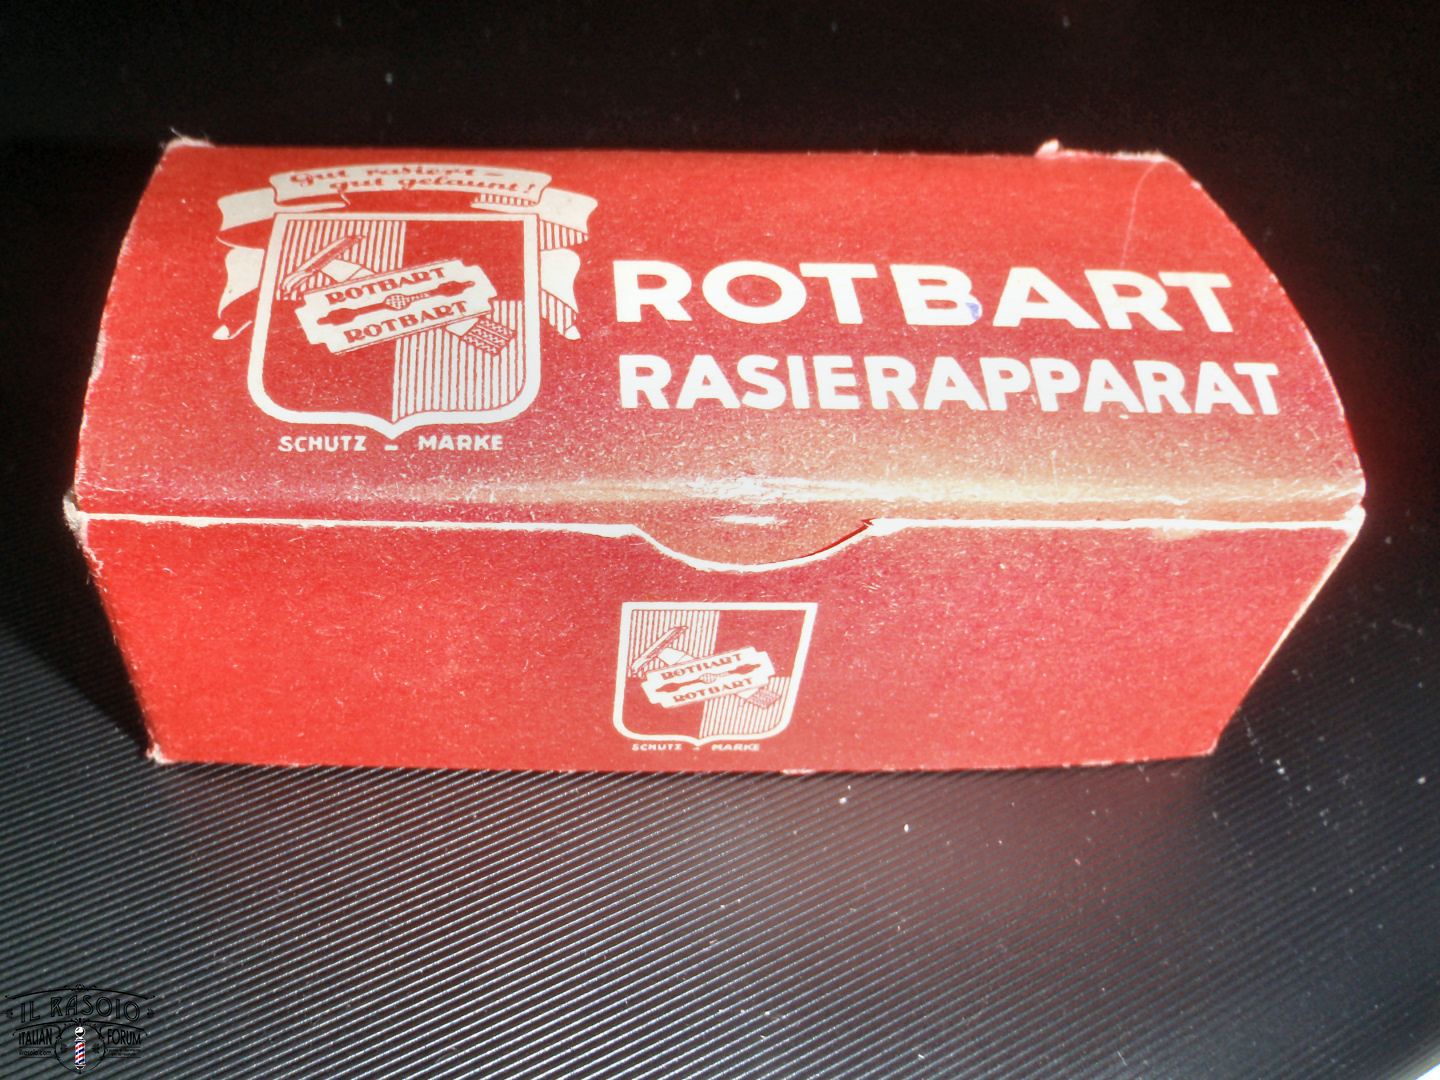 Gut rasiert –
gut gelaunt!
ROTBART
ROTBART
SCHUTZ – MARKE
ROTBART
RASIERAPPARAT
ROTBART
ROTBART
SCHUTZ – MARKE
IL RASOIO
ITALIAN FORUM